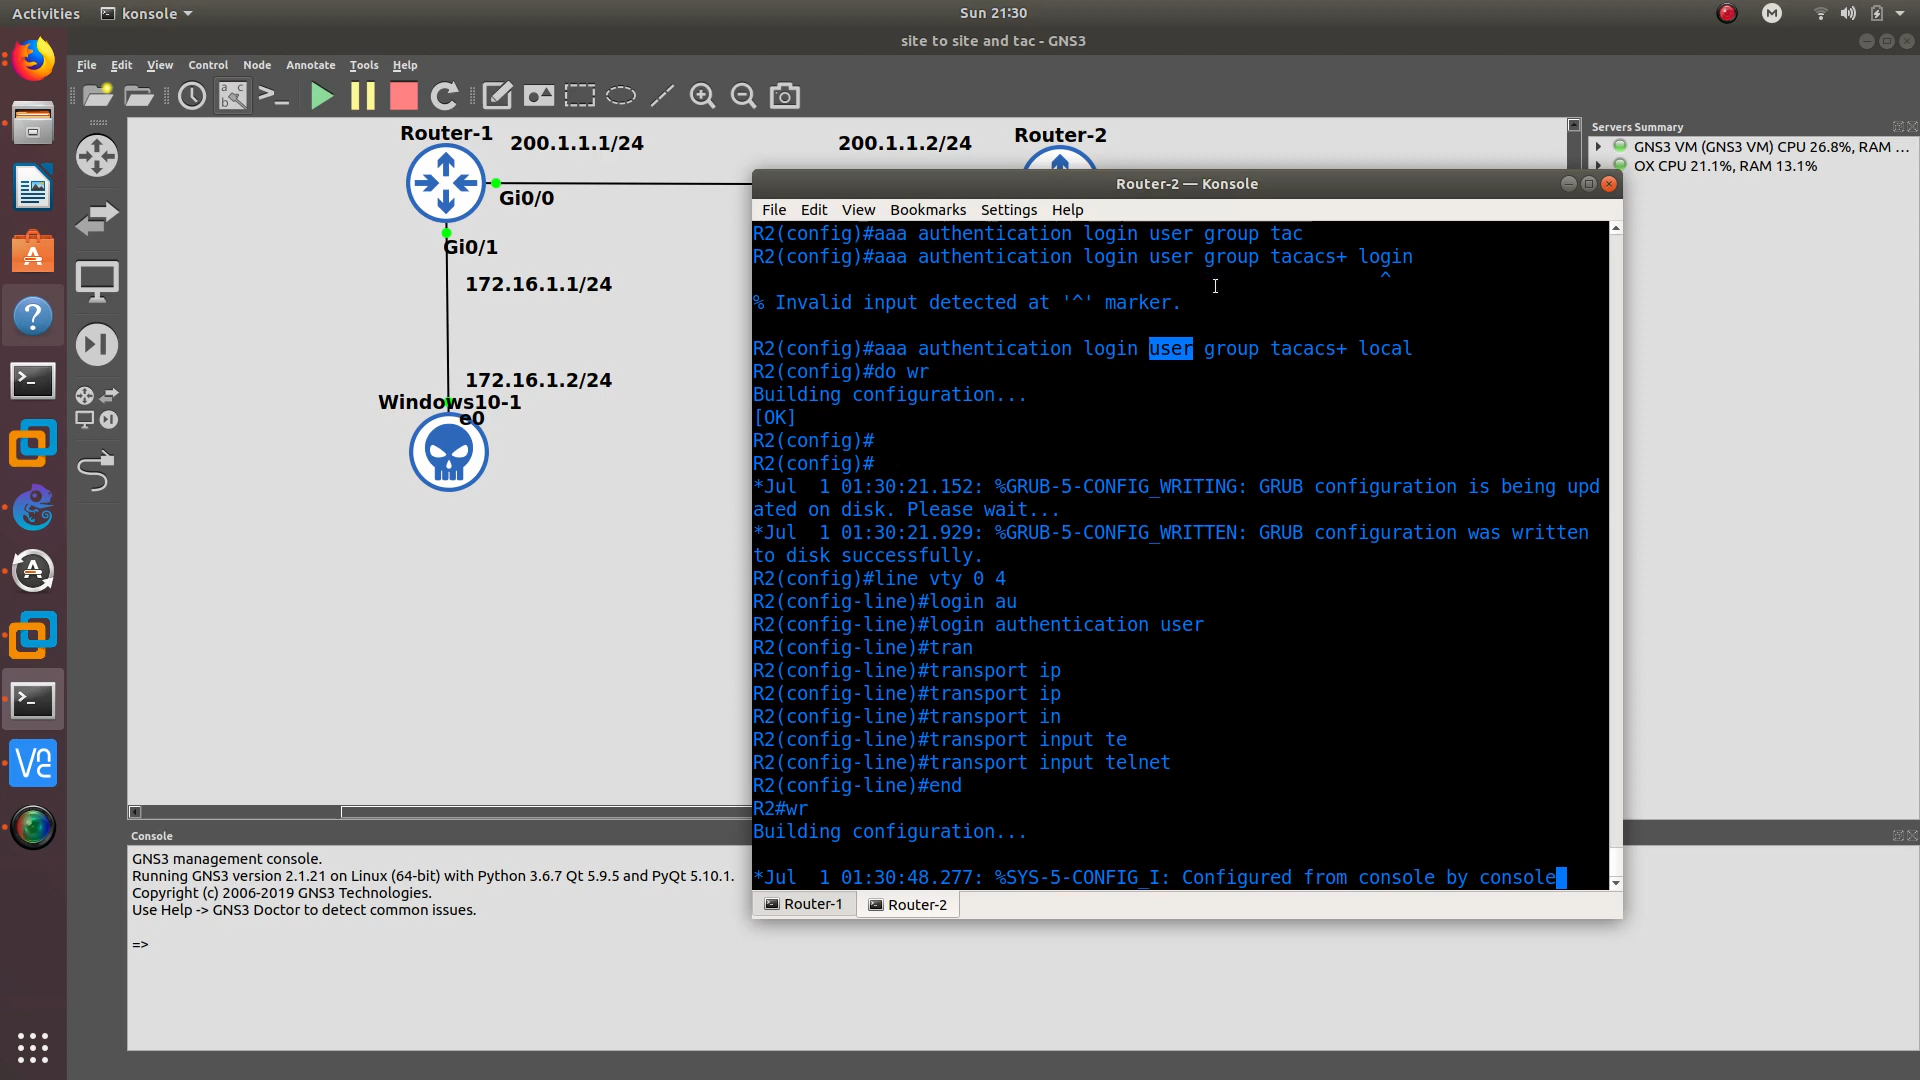 Activities
konsole
Sun 21:30
M
site to site and tac - GNS3
File Edit View Control Node Annotate Tools Help
Router-1
200.1.1.1/24
200.1.1.2/24
Router-2
Gi0/0
Gi0/1
172.16.1.1/24
172.16.1.2/24
Windows10-1
e0
Servers Summary
GNS3 VM (GNS3 VM) CPU 26.8%, RAM ...
OX CPU 21.1%, RAM 13.1%
Router-2 — Konsole
File Edit View Bookmarks Settings Help
R2(config)#aaa authentication login user group tac
R2(config)#aaa authentication login user group tacacs+ login
^
% Invalid input detected at '^' marker.
R2(config)#aaa authentication login user group tacacs+ local
R2(config)#do wr
Building configuration...
[OK]
R2(config)#
R2(config)#
*Jul  1 01:30:21.152: %GRUB-5-CONFIG_WRITING: GRUB configuration is being upd
ated on disk. Please wait...
*Jul  1 01:30:21.929: %GRUB-5-CONFIG_WRITTEN: GRUB configuration was written
to disk successfully.
R2(config)#line vty 0 4
R2(config-line)#login au
R2(config-line)#login authentication user
R2(config-line)#tran
R2(config-line)#transport ip
R2(config-line)#transport ip
R2(config-line)#transport in
R2(config-line)#transport input te
R2(config-line)#transport input telnet
R2(config-line)#end
R2#wr
Building configuration...
*Jul  1 01:30:48.277: %SYS-5-CONFIG_I: Configured from console by console
Router-1
Router-2
Console
GNS3 management console.
Running GNS3 version 2.1.21 on Linux (64-bit) with Python 3.6.7 Qt 5.9.5 and PyQt 5.10.1.
Copyright (c) 2006-2019 GNS3 Technologies.
Use Help -> GNS3 Doctor to detect common issues.
=>